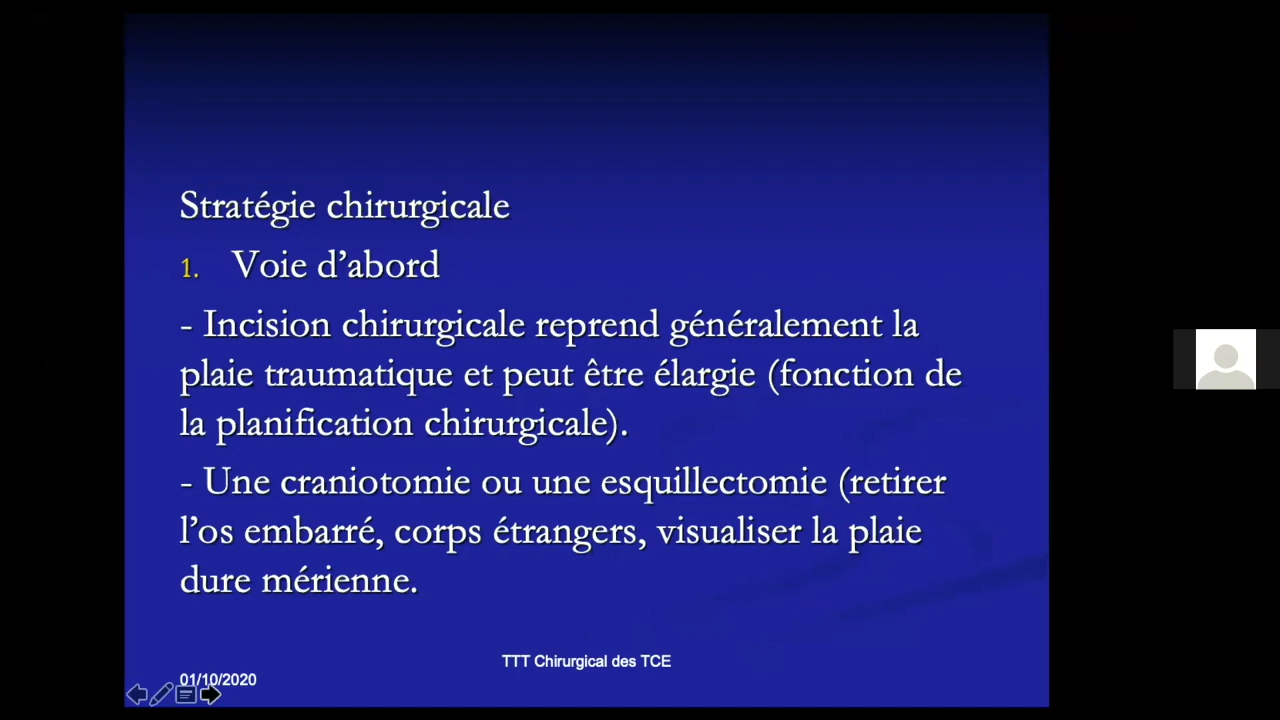 Stratégie chirurgicale
1. Voie d’abord
- Incision chirurgicale reprend généralement la
plaie traumatique et peut être élargie (fonction de
la planification chirurgicale).
- Une craniotomie ou une esquillectomie (retirer
l’os embarré, corps étrangers, visualiser la plaie
dure mérienne.
TTT Chirurgical des TCE
01/10/2020